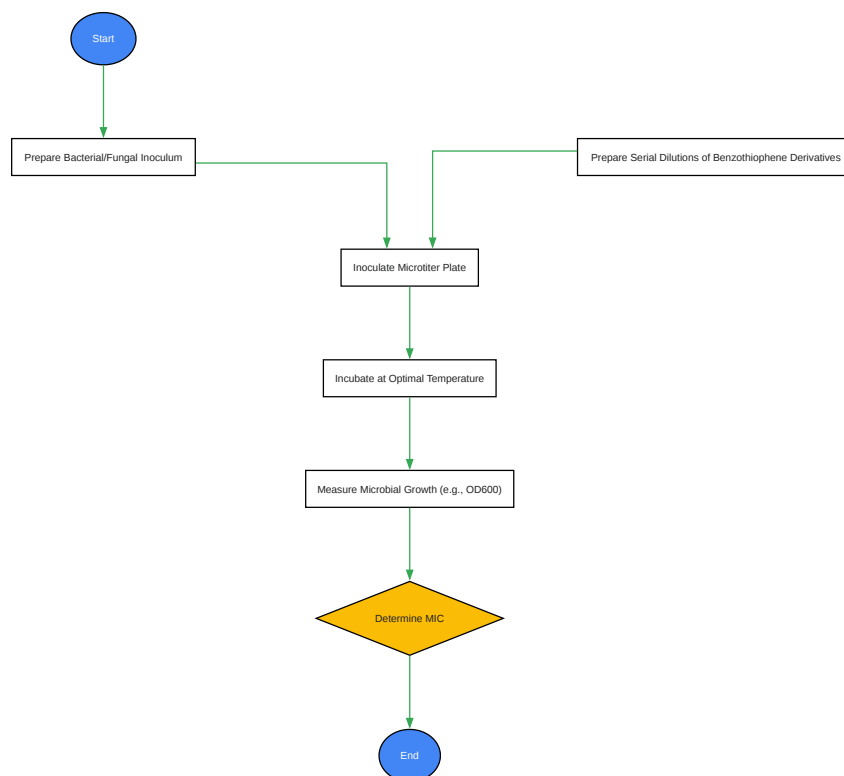 Start
Prepare Bacterial/Fungal Inoculum
Prepare Serial Dilutions of Benzothiophene Derivatives
Inoculate Microtiter Plate
Incubate at Optimal Temperature
Measure Microbial Growth (e.g., OD600)
Determine MIC
End